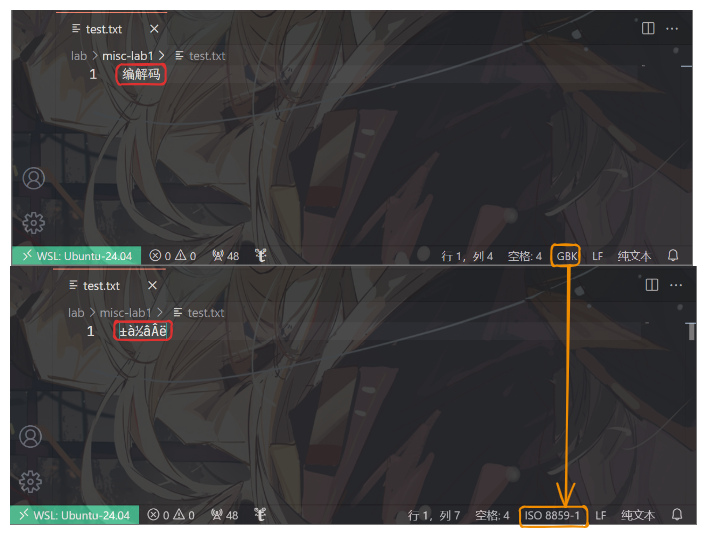 test.txt
lab > misc-lab1 > test.txt
1 编解码
WSL: Ubuntu-24.04 0 0 48 行 1，列 4 空格: 4 GBK LF 纯文本
test.txt
lab > misc-lab1 > test.txt
1 ±à½âÂë
WSL: Ubuntu-24.04 0 0 48 行 1，列 7 空格: 4 ISO 8859-1 LF 纯文本